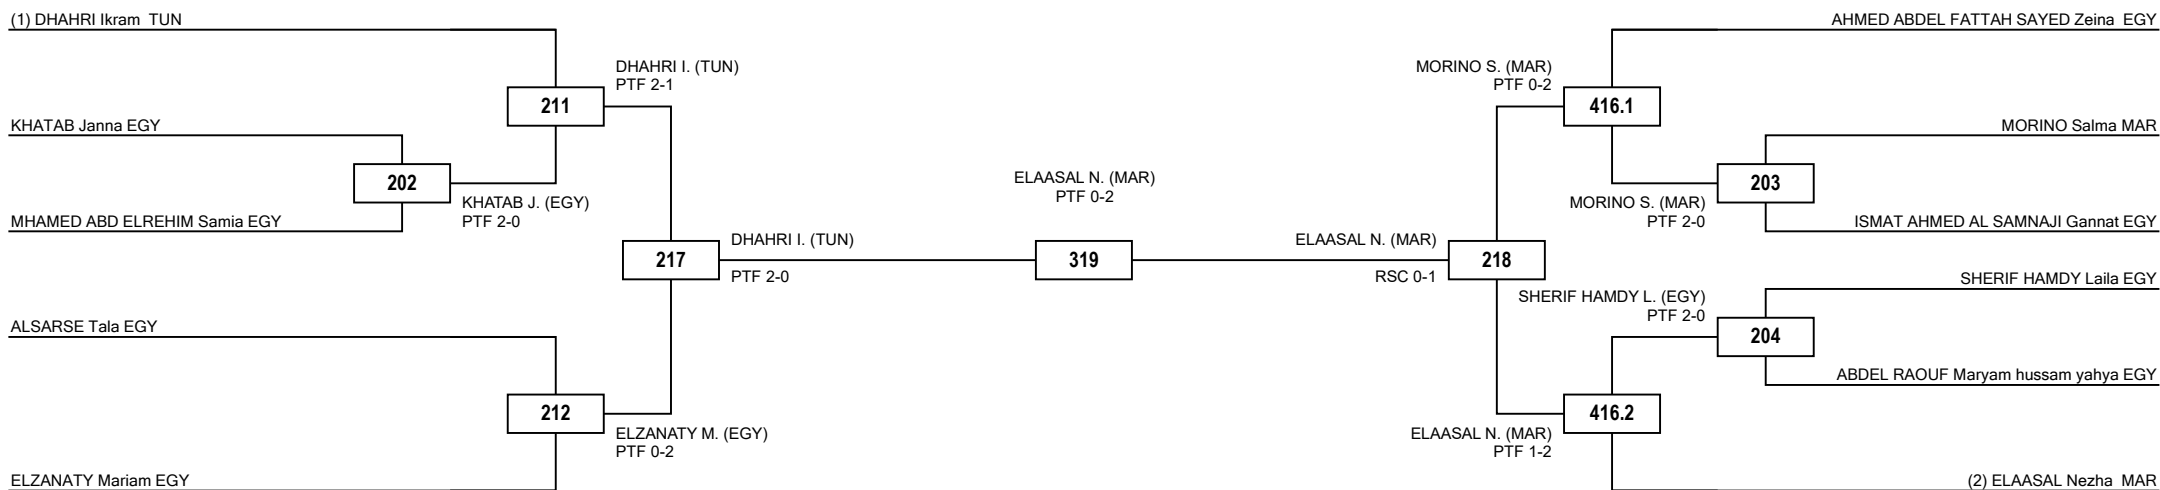 (1) DHAHRI Ikram TUN
AHMED ABDEL FATTAH SAYED Zeina EGY
DHAHRI I. (TUN)
PTF 2-1
MORINO S. (MAR)
PTF 0-2
211
416.1
KHATAB Janna EGY
MORINO Salma MAR
202
ELAASAL N. (MAR)
PTF 0-2
203
KHATAB J. (EGY)
PTF 2-0
MORINO S. (MAR)
PTF 2-0
MHAMED ABD ELREHIM Samia EGY
ISMAT AHMED AL SAMNAJI Gannat EGY
217
DHAHRI I. (TUN)
PTF 2-0
319
ELAASAL N. (MAR)
RSC 0-1
218
SHERIF HAMDY Laila EGY
SHERIF HAMDY L. (EGY)
PTF 2-0
ALSARSE Tala EGY
204
ABDEL RAOUF Maryam hussam yahya EGY
212
416.2
ELZANATY M. (EGY)
PTF 0-2
ELAASAL N. (MAR)
PTF 1-2
ELZANATY Mariam EGY
(2) ELAASAL Nezha MAR